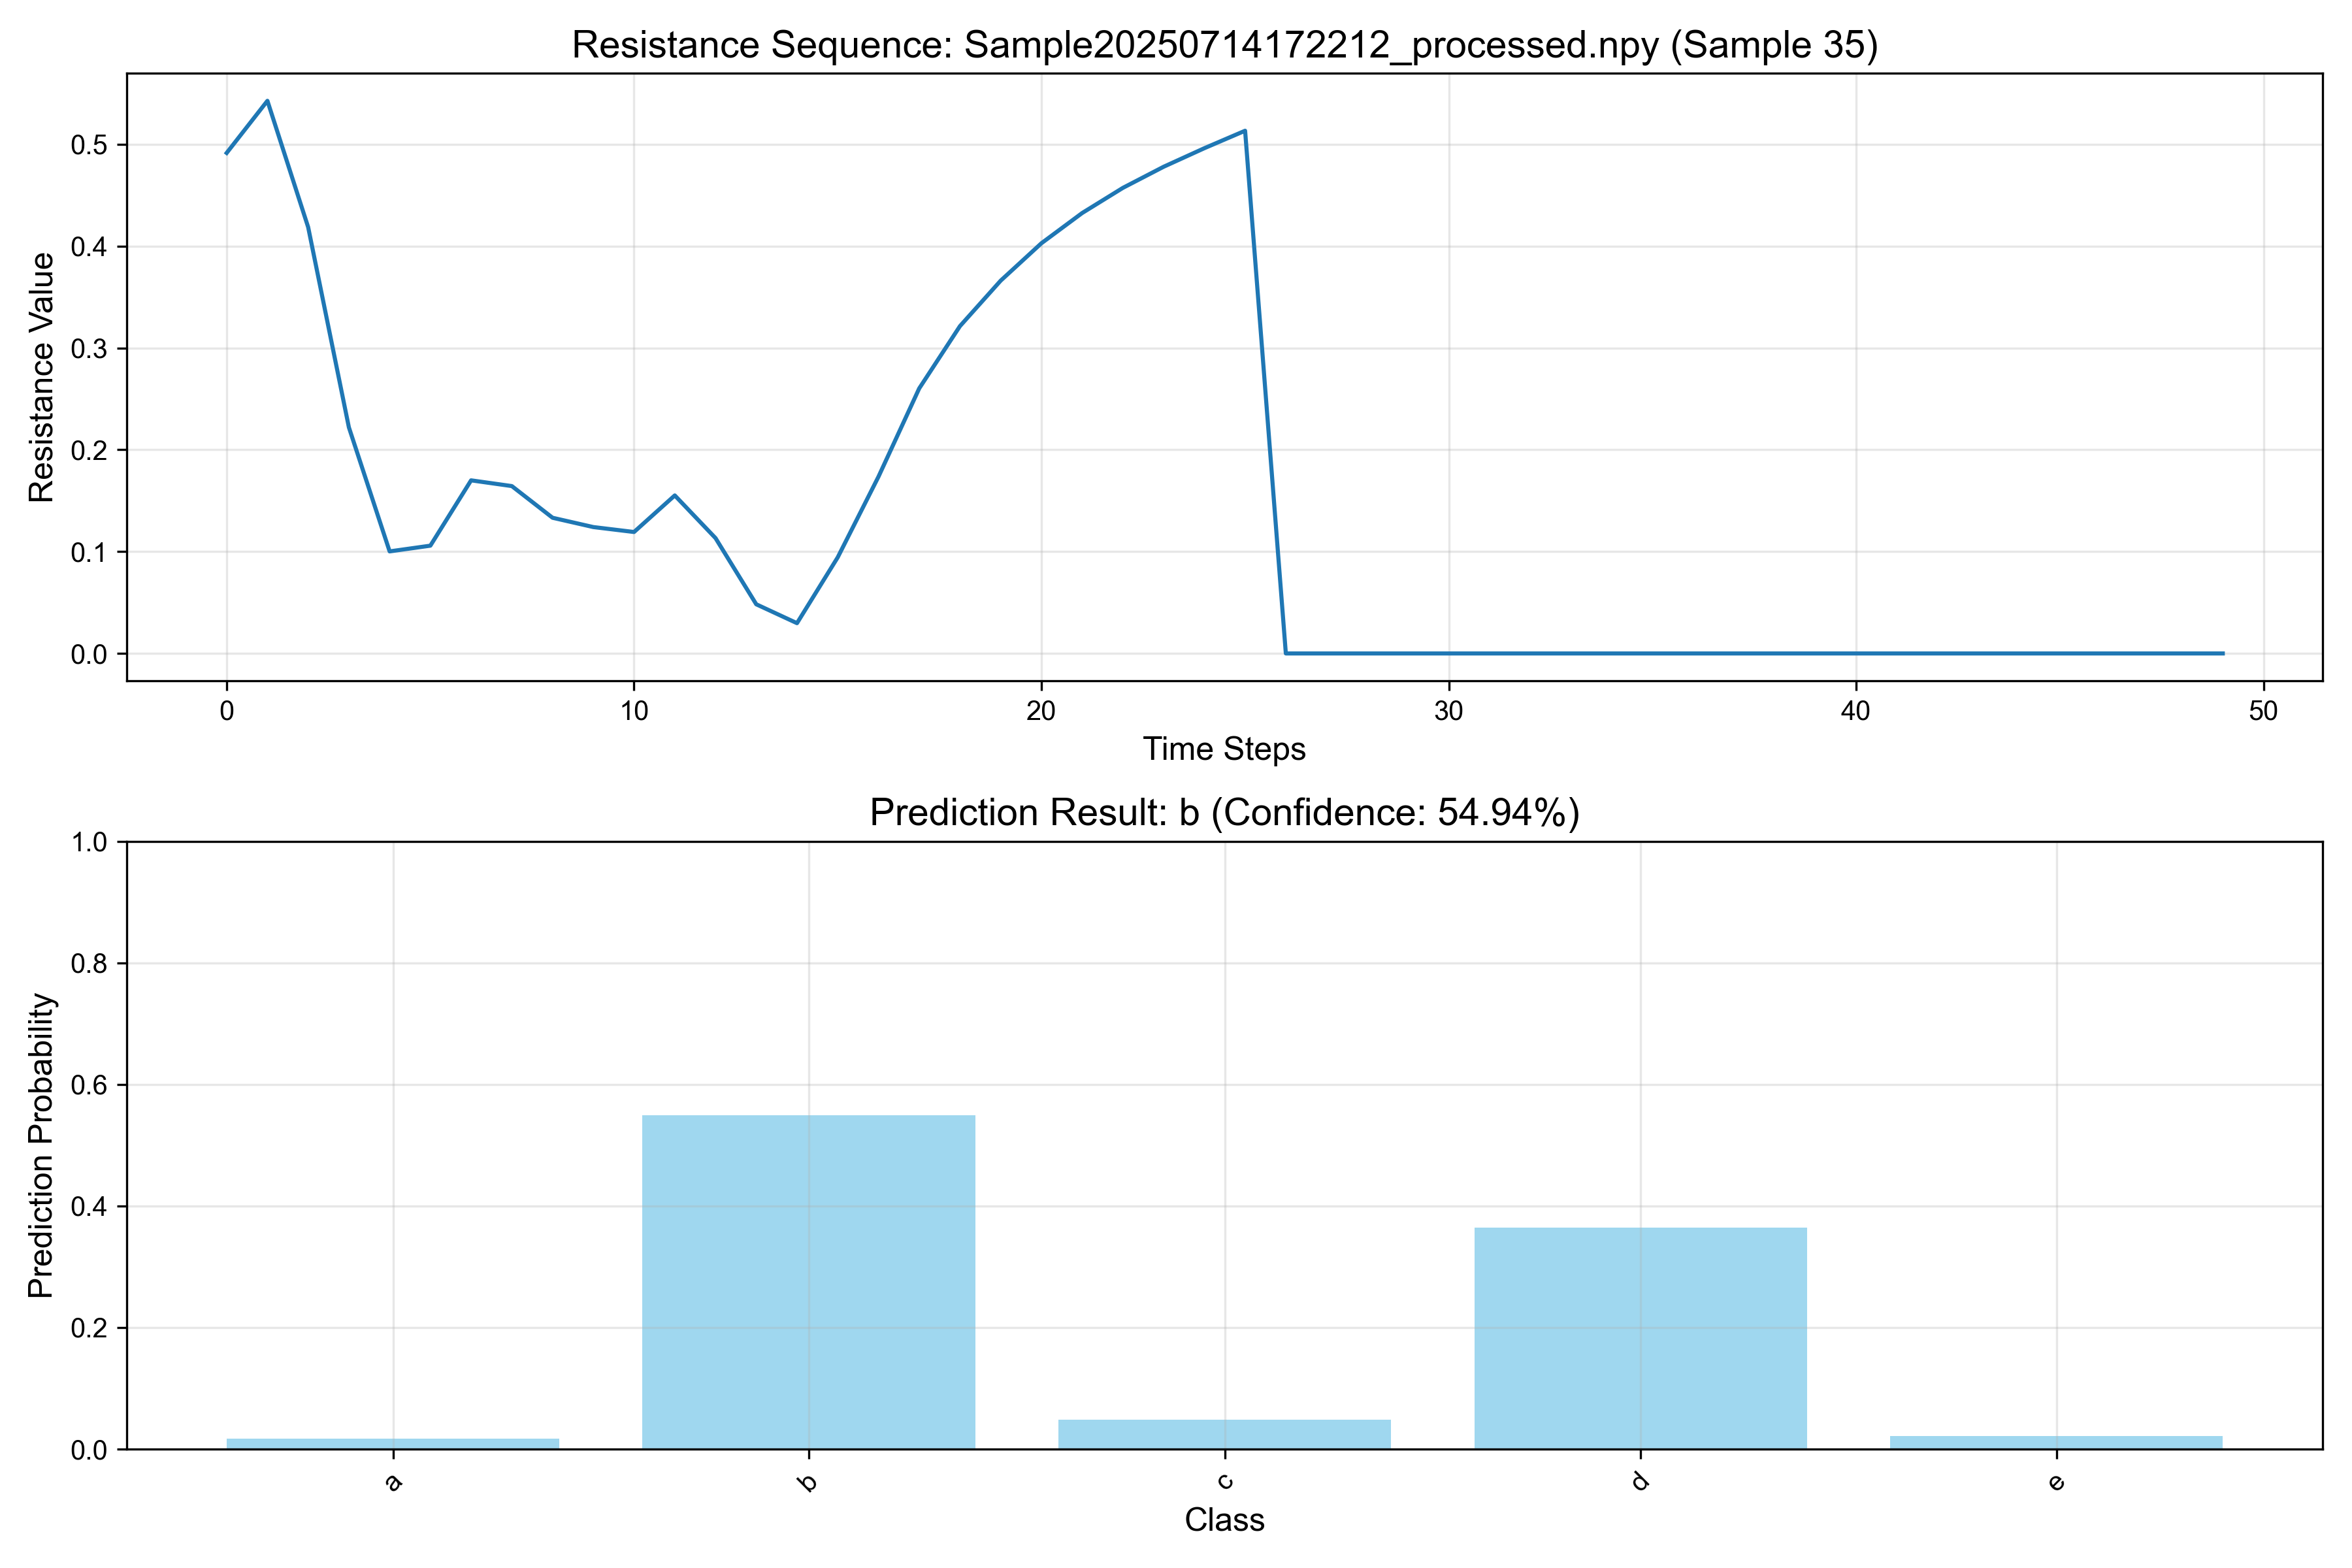 Resistance Sequence: Sample20250714172212_processed.npy (Sample 35)
Resistance Value
0.5
0.4
0.3
0.2
0.1
0.0
0 10 20 30 40 50
Time Steps
Prediction Result: b (Confidence: 54.94%)
Prediction Probability
1.0
0.8
0.6
0.4
0.2
0.0
a b c d e
Class